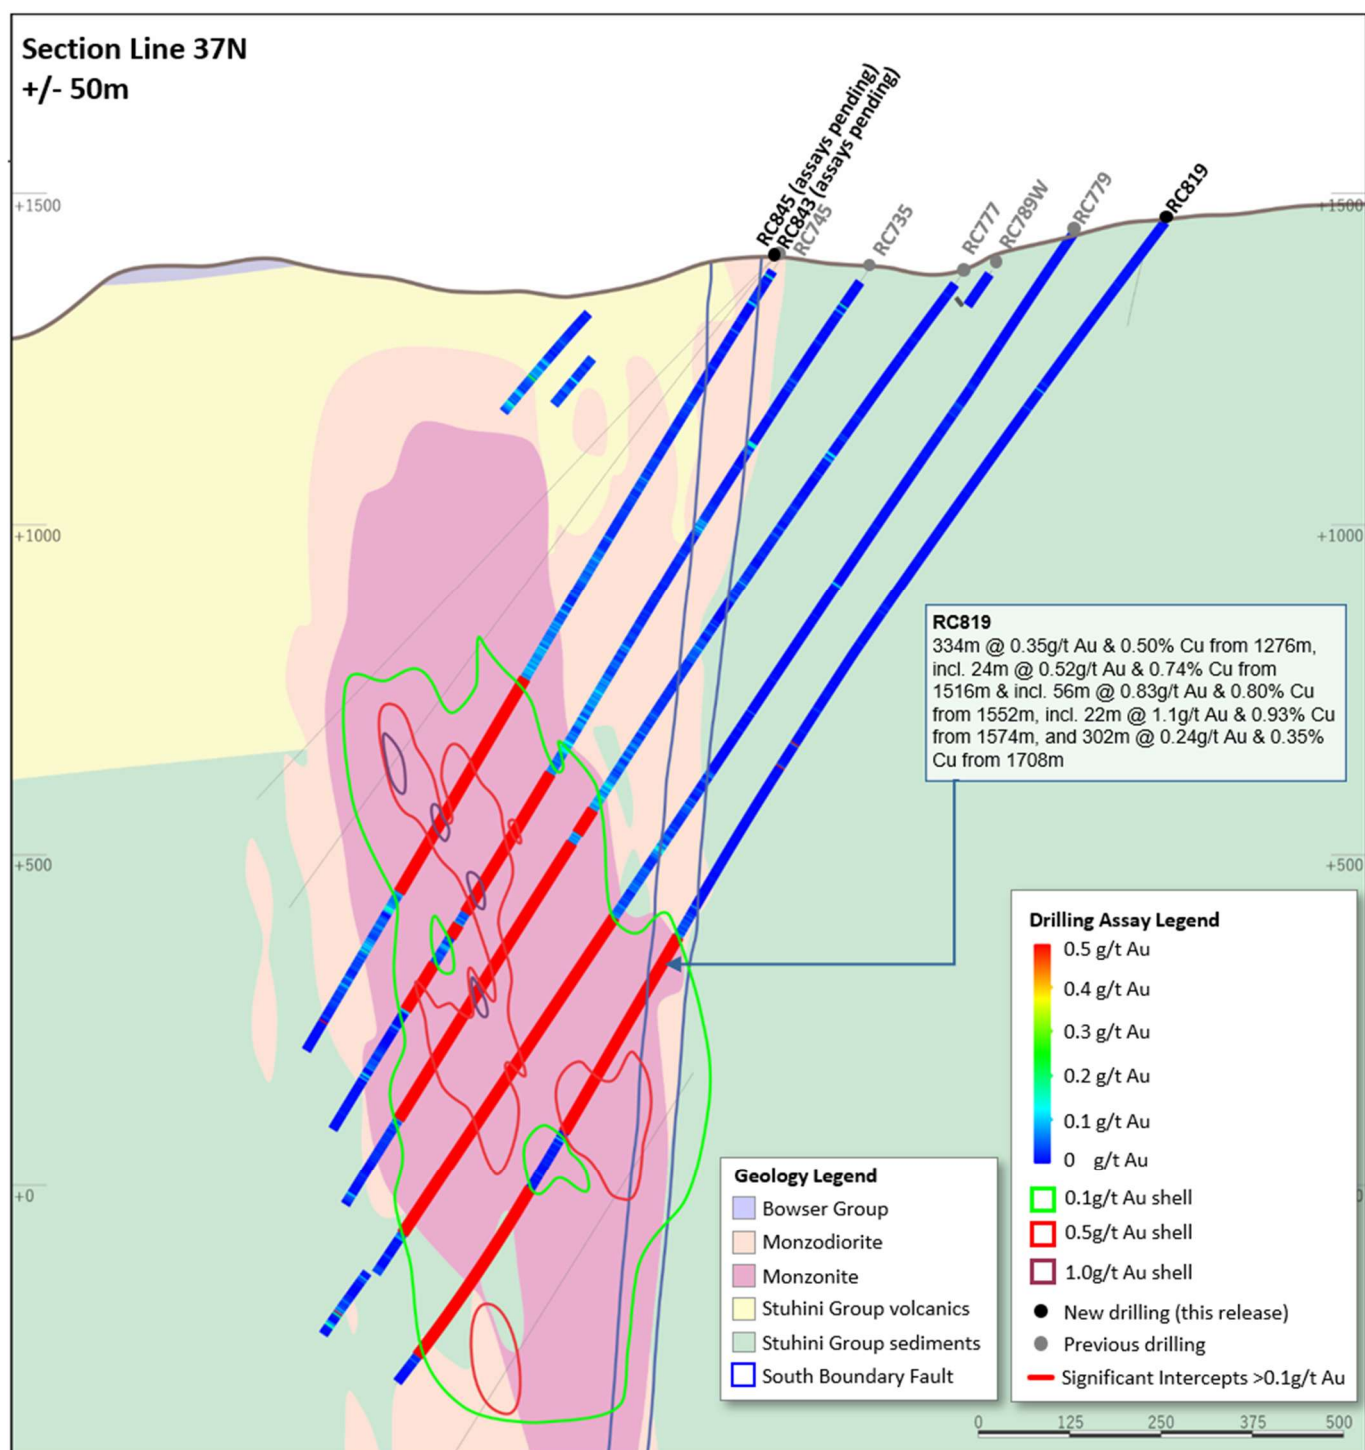 Section Line 37N
+/- 50m
RC845 (assays pending)
RC843 (assays pending)
RC745
RC735
RC777
RC789W
RC779
RC819
+1500
+1500
+1000
+1000
+500
+500
+0
RC819
334m @ 0.35g/t Au & 0.50% Cu from 1276m,
incl. 24m @ 0.52g/t Au & 0.74% Cu from
1516m & incl. 56m @ 0.83g/t Au & 0.80% Cu
from 1552m, incl. 22m @ 1.1g/t Au & 0.93% Cu
from 1574m, and 302m @ 0.24g/t Au & 0.35%
Cu from 1708m
Drilling Assay Legend
0.5 g/t Au
0.4 g/t Au
0.3 g/t Au
0.2 g/t Au
0.1 g/t Au
0 g/t Au
0.1g/t Au shell
0.5g/t Au shell
1.0g/t Au shell
New drilling (this release)
Previous drilling
Significant Intercepts >0.1g/t Au
Geology Legend
Bowser Group
Monzodiorite
Monzonite
Stuhini Group volcanics
Stuhini Group sediments
South Boundary Fault
0 125 250 375 500